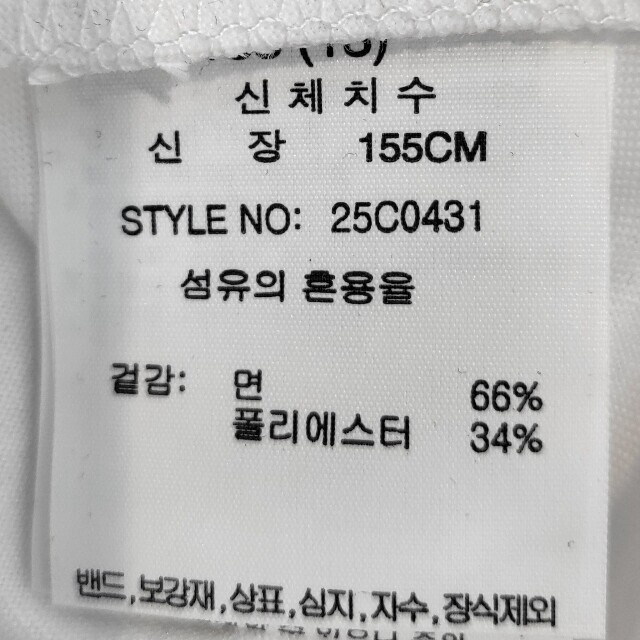 신체치수
신 장 155CM
STYLE NO: 25C0431
섬유의 혼용율
겉감: 면 66%
폴리에스터 34%
밴드,보강재,상표,심지,자수,장식제외